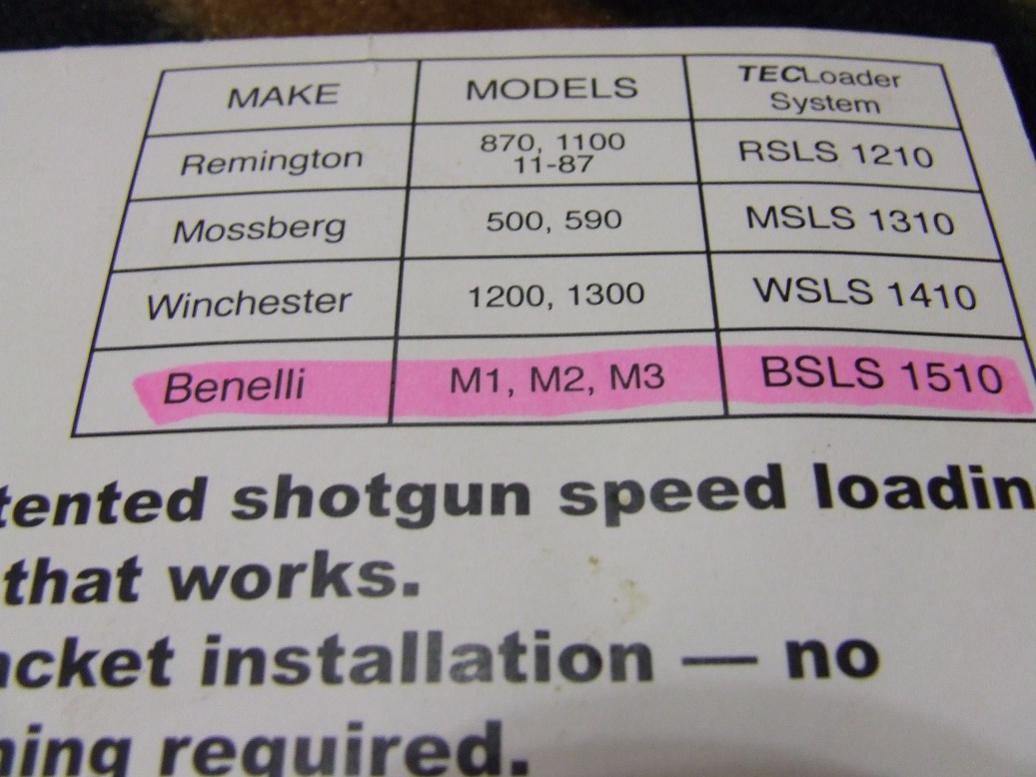 MAKE MODELS TECLoader System
Remington 870, 1100 11-87 RSLS 1210
Mossberg 500, 590 MSLS 1310
Winchester 1200, 1300 WSLS 1410
Benelli M1, M2, M3 BSLS 1510
tented shotgun speed loadin
that works.
acket installation — no
ning required.